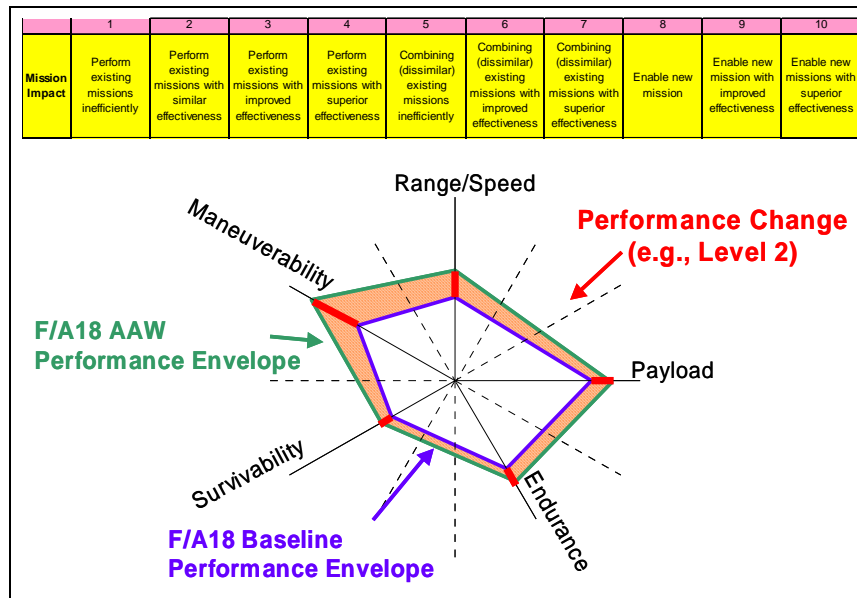 1 2 3 4 5 6 7 8 9 10
Mission
Impact
Perform
existing
missions
inefficiently
Perform
existing
missions with
similar
effectiveness
Perform
existing
missions with
improved
effectiveness
Perform
existing
missions with
superior
effectiveness
Combining
(dissimilar)
existing
missions
inefficiently
Combining
(dissimilar)
existing
missions with
improved
effectiveness
Combining
(dissimilar)
existing
missions with
superior
effectiveness
Enable new
mission
Enable new
mission with
improved
effectiveness
Enable new
missions with
superior
effectiveness
Range/Speed
Maneuverability
Performance Change
(e.g., Level 2)
F/A18 AAW
Performance Envelope
Payload
Survivability
Endurance
F/A18 Baseline
Performance Envelope